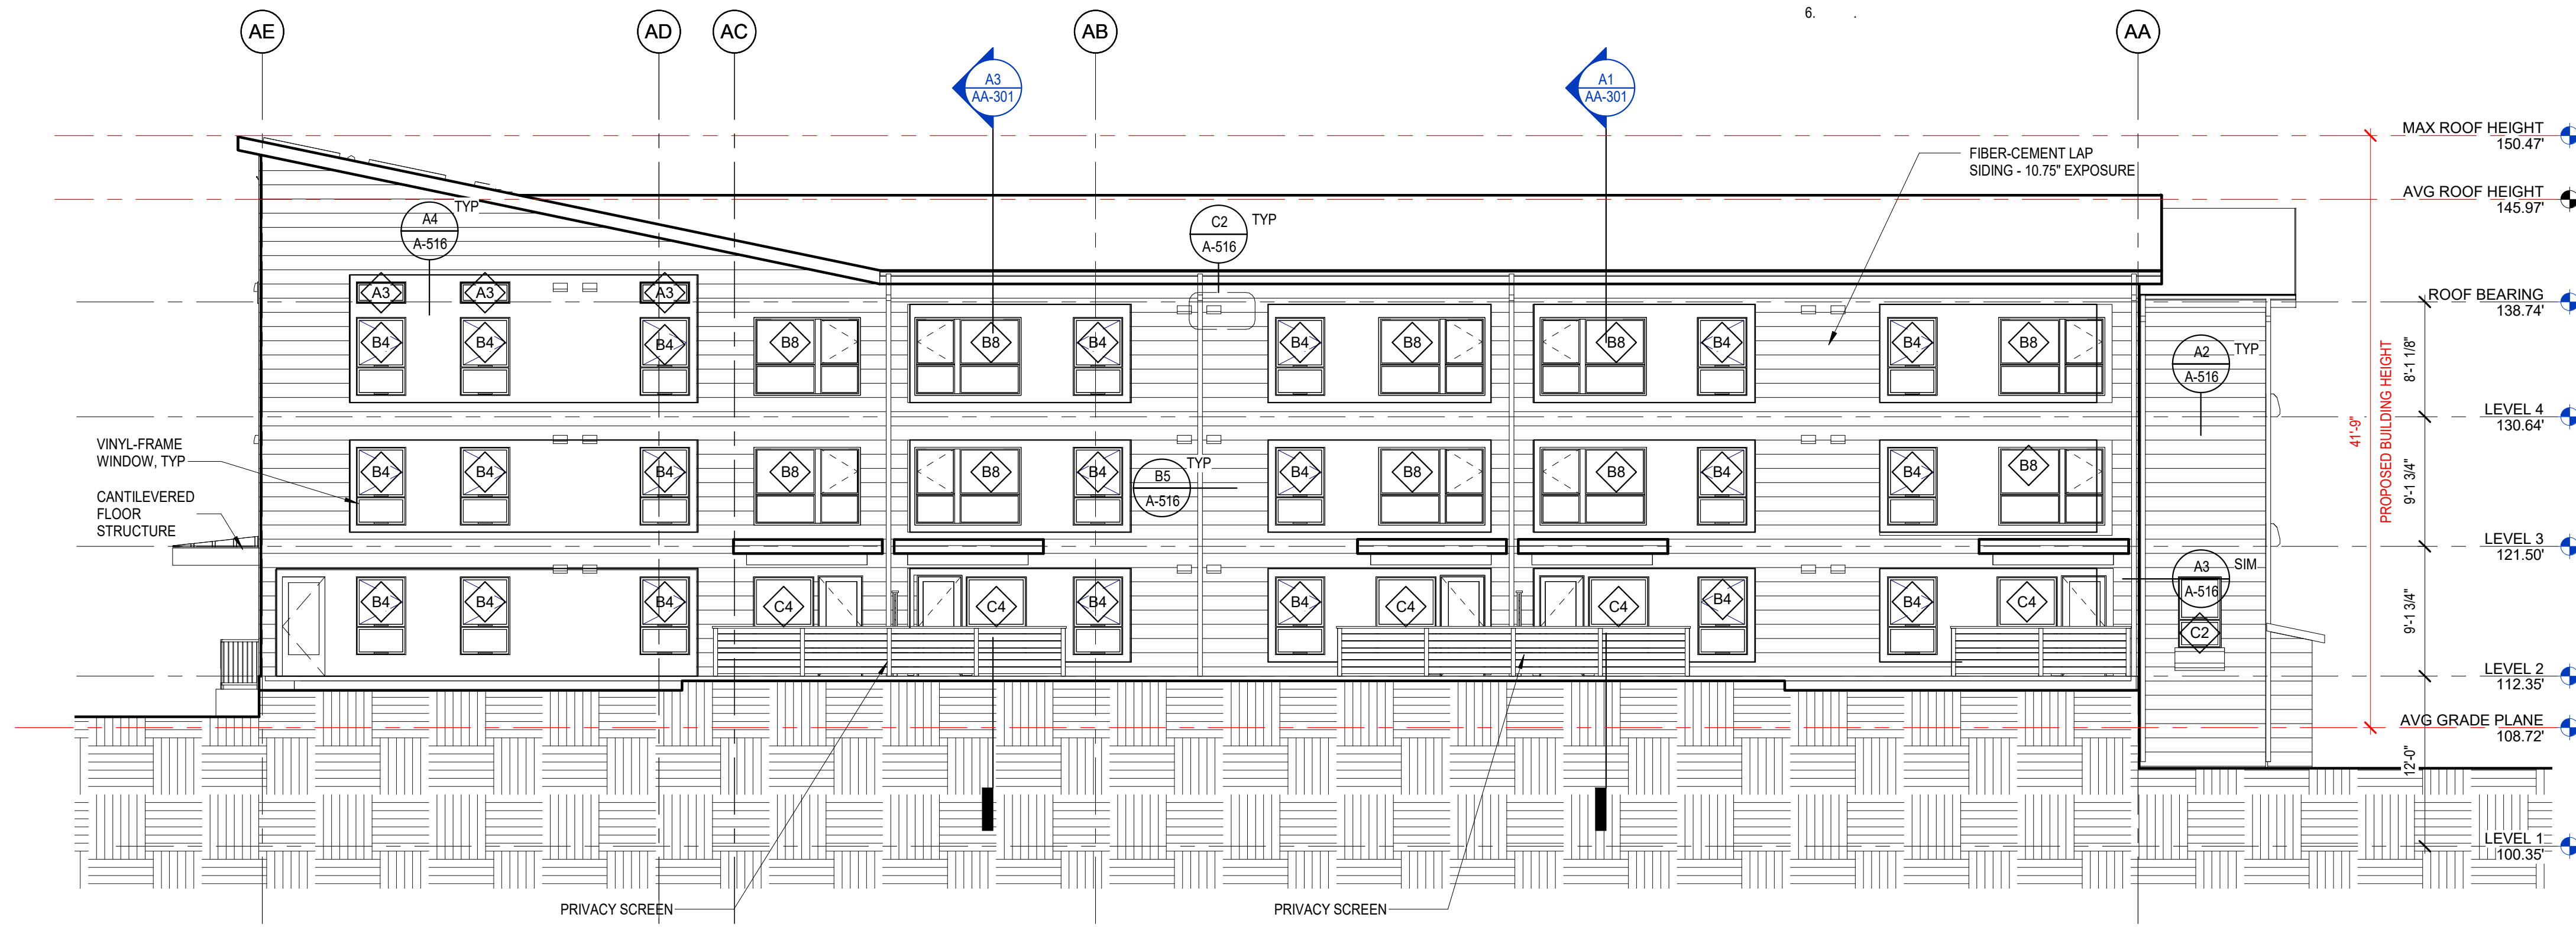 6. .
AE
AD
AC
AB
AA
A3
AA-301
A1
AA-301
MAX ROOF HEIGHT
150.47'
FIBER-CEMENT LAP
SIDING - 10.75" EXPOSURE
AVG ROOF HEIGHT
145.97'
A4
A-516
TYP
C2
A-516
TYP
A3
A3
A3
ROOF BEARING
138.74'
B4
B4
B4
B8
B8
B4
B4
B8
B8
B4
B4
B8
A2
A-516
TYP
8'-1 1/8"
PROPOSED BUILDING HEIGHT
41'-9"
LEVEL 4
130.64'
VINYL-FRAME
WINDOW, TYP
B4
B4
B4
B8
B8
B4
B5
A-516
TYP
B4
B8
B8
B4
B4
B8
9'-1 3/4"
CANTILEVERED
FLOOR
STRUCTURE
LEVEL 3
121.50'
A3
A-516
SIM
B4
B4
B4
C4
C4
B4
B4
C4
C4
B4
B4
C4
C2
9'-1 3/4"
LEVEL 2
112.35'
AVG GRADE PLANE
108.72'
12'-0"
LEVEL 1
100.35'
PRIVACY SCREEN
PRIVACY SCREEN